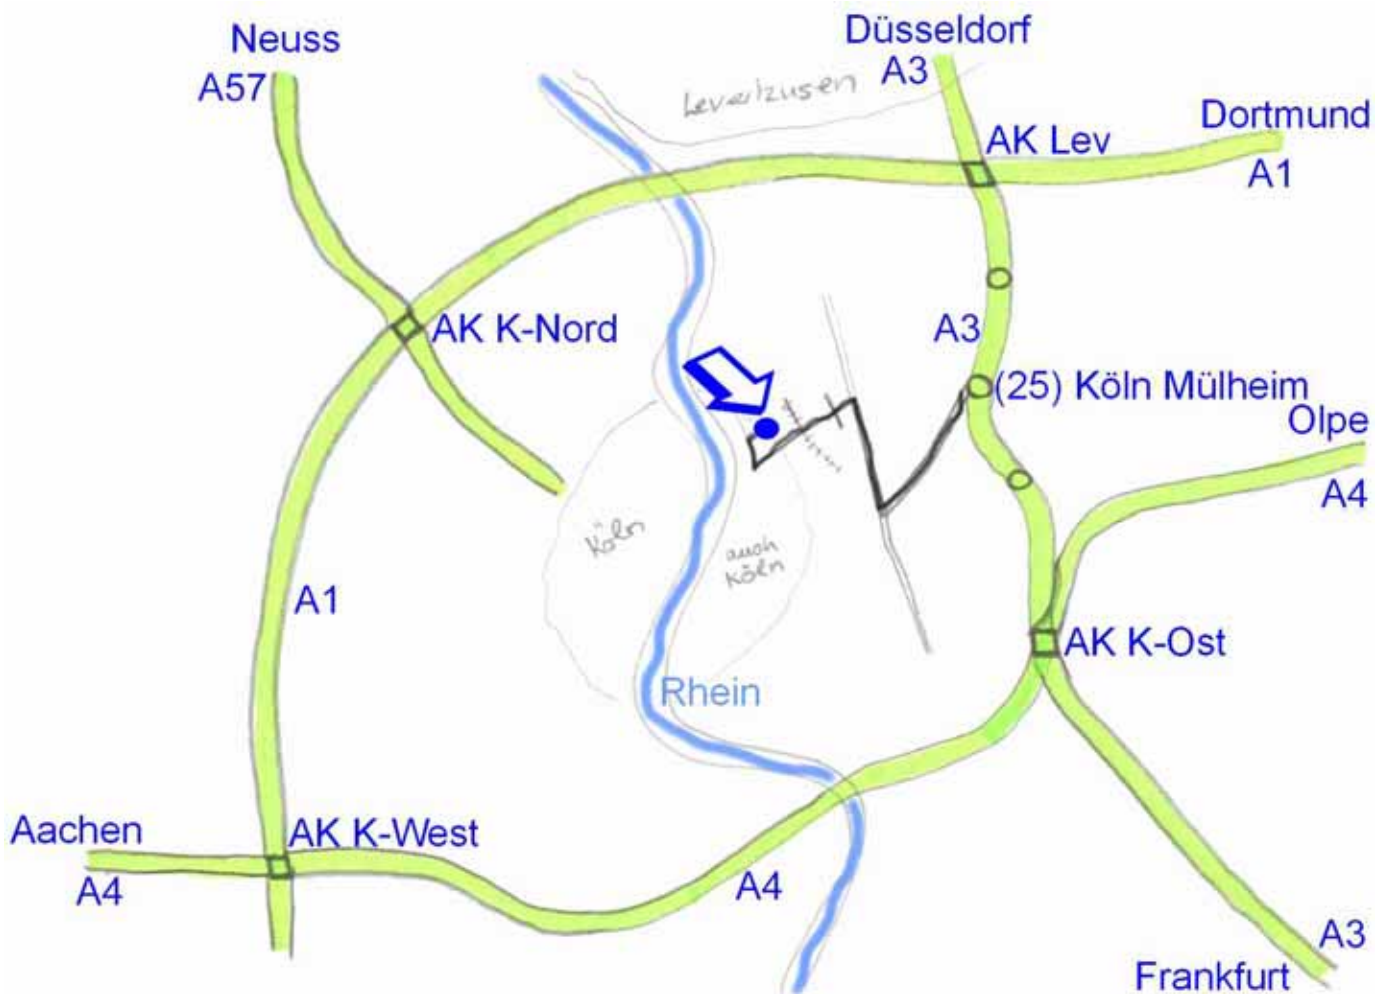 Neuss
A57
Düsseldorf
A3
Leverkusen
Dortmund
AK Lev
A1
AK K-Nord
A3
(25) Köln Mülheim
Olpe
A4
Köln
auch
Köln
A1
AK K-Ost
Rhein
Aachen
AK K-West
A4
A4
A3
Frankfurt